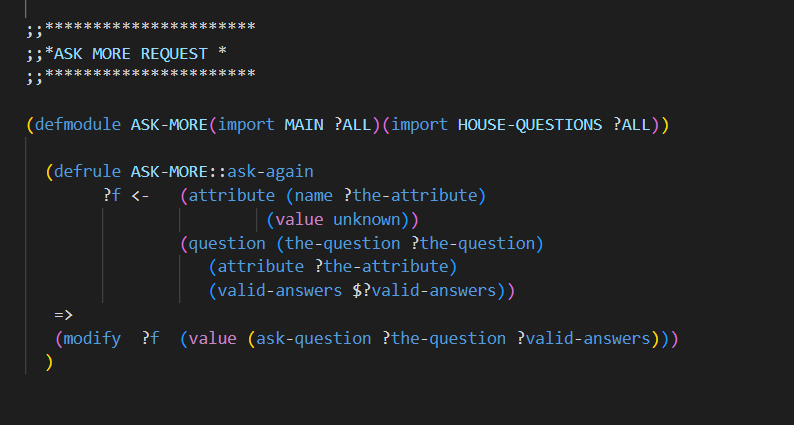 ;;**********************
;;*ASK MORE REQUEST *
;;**********************
(defmodule ASK-MORE(import MAIN ?ALL)(import HOUSE-QUESTIONS ?ALL))
(defrule ASK-MORE::ask-again
?f <- (attribute (name ?the-attribute)
(value unknown))
(question (the-question ?the-question)
(attribute ?the-attribute)
(valid-answers $?valid-answers))
=>
(modify ?f (value (ask-question ?the-question ?valid-answers)))
)